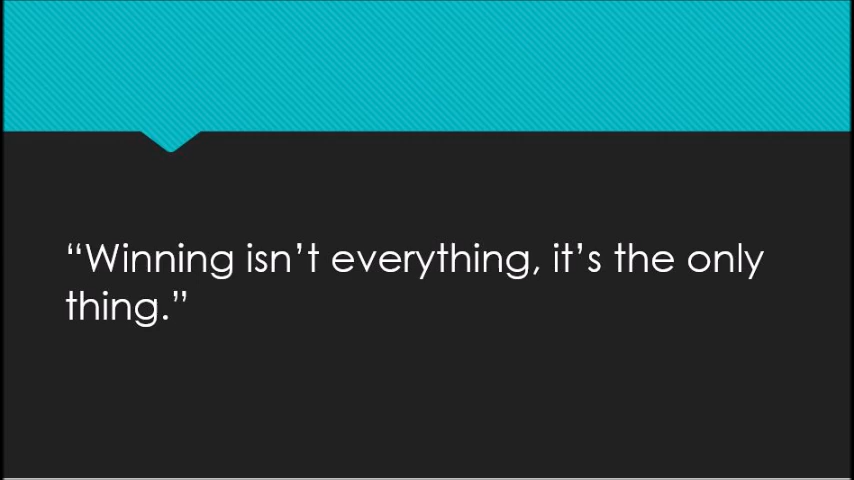 “Winning isn’t everything, it’s the only
thing.”